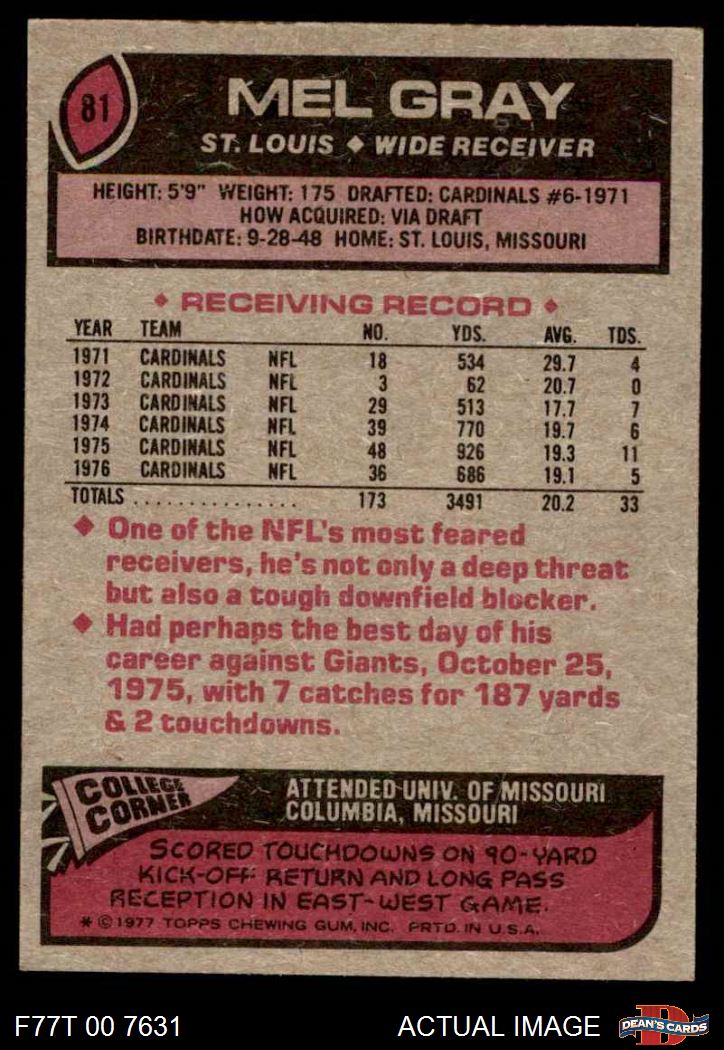 81
MEL GRAY
ST. LOUIS ♦ WIDE RECEIVER
HEIGHT: 5'9" WEIGHT: 175 DRAFTED: CARDINALS #6-1971
HOW ACQUIRED: VIA DRAFT
BIRTHDATE: 9-28-48 HOME: ST. LOUIS, MISSOURI
♦ RECEIVING RECORD ♦
YEAR TEAM NO. YDS. AVG. TDS.
1971 CARDINALS NFL 18 534 29.7 4
1972 CARDINALS NFL 3 62 20.7 0
1973 CARDINALS NFL 29 513 17.7 7
1974 CARDINALS NFL 39 770 19.7 6
1975 CARDINALS NFL 48 926 19.3 11
1976 CARDINALS NFL 36 686 19.1 5
TOTALS ................ 173 3491 20.2 33
♦ One of the NFL's most feared
receivers, he's not only a deep threat
but also a tough downfield blocker.
♦ Had perhaps the best day of his
career against Giants, October 25,
1975, with 7 catches for 187 yards
& 2 touchdowns.
COLLEGE
CORNER
ATTENDED UNIV. OF MISSOURI
COLUMBIA, MISSOURI
SCORED TOUCHDOWNS ON 90-YARD
KICK-OFF RETURN AND LONG PASS
RECEPTION IN EAST-WEST GAME.
* © 1977 TOPPS CHEWING GUM, INC. PRTD. IN U.S.A.
F77T 00 7631 ACTUAL IMAGE
D
DEAN'S CARDS